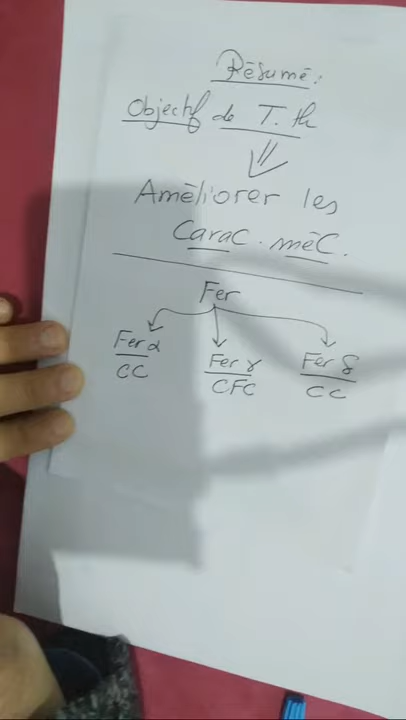 Résumé:
Objectif de T. th
Améliorer les
Carac. méc.
Fer
Fer α Fer γ Fer δ
CC CFC CC